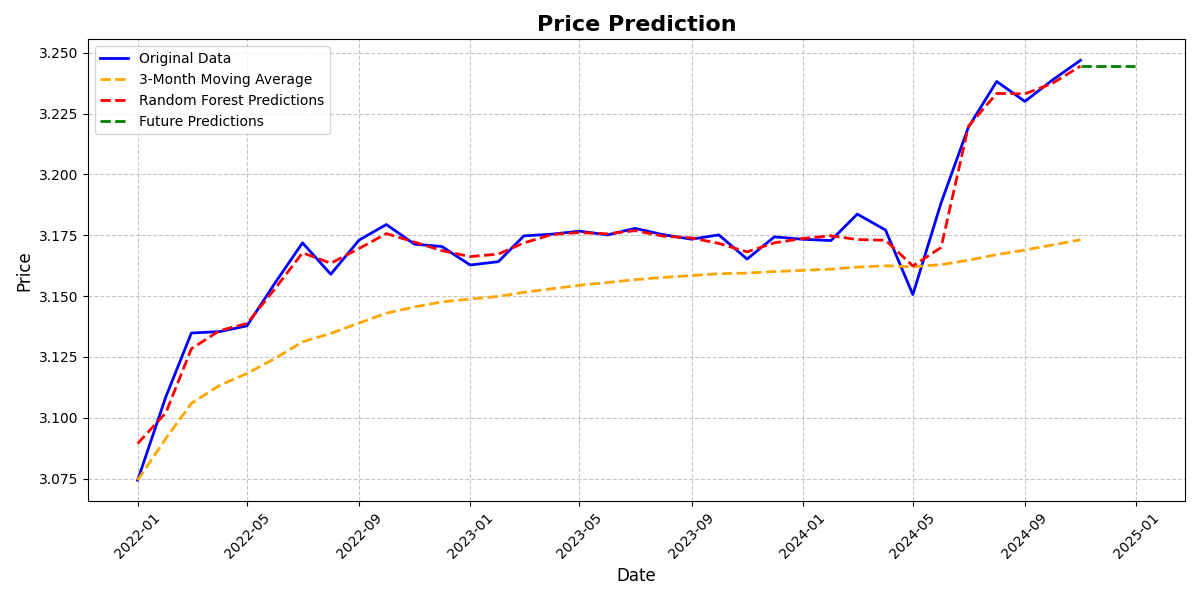 Price Prediction
Original Data
3-Month Moving Average
Random Forest Predictions
Future Predictions
3.250
3.225
3.200
3.175
3.150
3.125
3.100
3.075
Price
2022-01
2022-05
2022-09
2023-01
2023-05
2023-09
2024-01
2024-05
2024-09
2025-01
Date